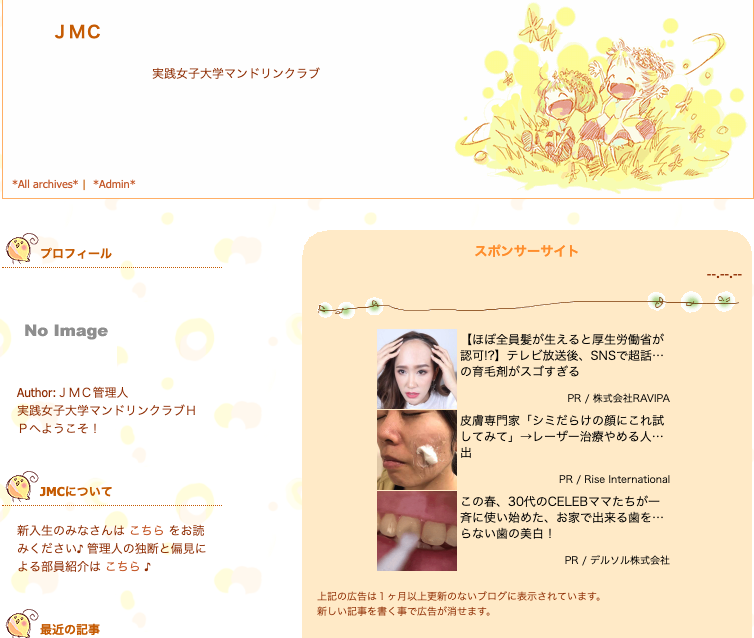 JMC
実践女子大学マンドリンクラブ
*All archives* | *Admin*
プロフィール
No Image
Author:ＪＭＣ管理人
実践女子大学マンドリンクラブＨ
Ｐへようこそ！
JMCについて
新入生のみなさんは こちら をお読
みください♪ 管理人の独断と偏見に
よる部員紹介は こちら ♪
最近の記事
スポンサーサイト
--.--.--
【ほぼ全員髪が生えると厚生労働省が
認可!?】テレビ放送後、SNSで超話…
の育毛剤がスゴすぎる
PR / 株式会社RAVIPA
皮膚専門家「シミだらけの顔にこれ試
してみて」→レーザー治療やめる人…
出
PR / Rise International
この春、30代のCELEBママたちが一
斉に使い始めた、お家で出来る歯を…
らない歯の美白！
PR / デルソル株式会社
上記の広告は１ヶ月以上更新のないブログに表示されています。
新しい記事を書く事で広告が消せます。